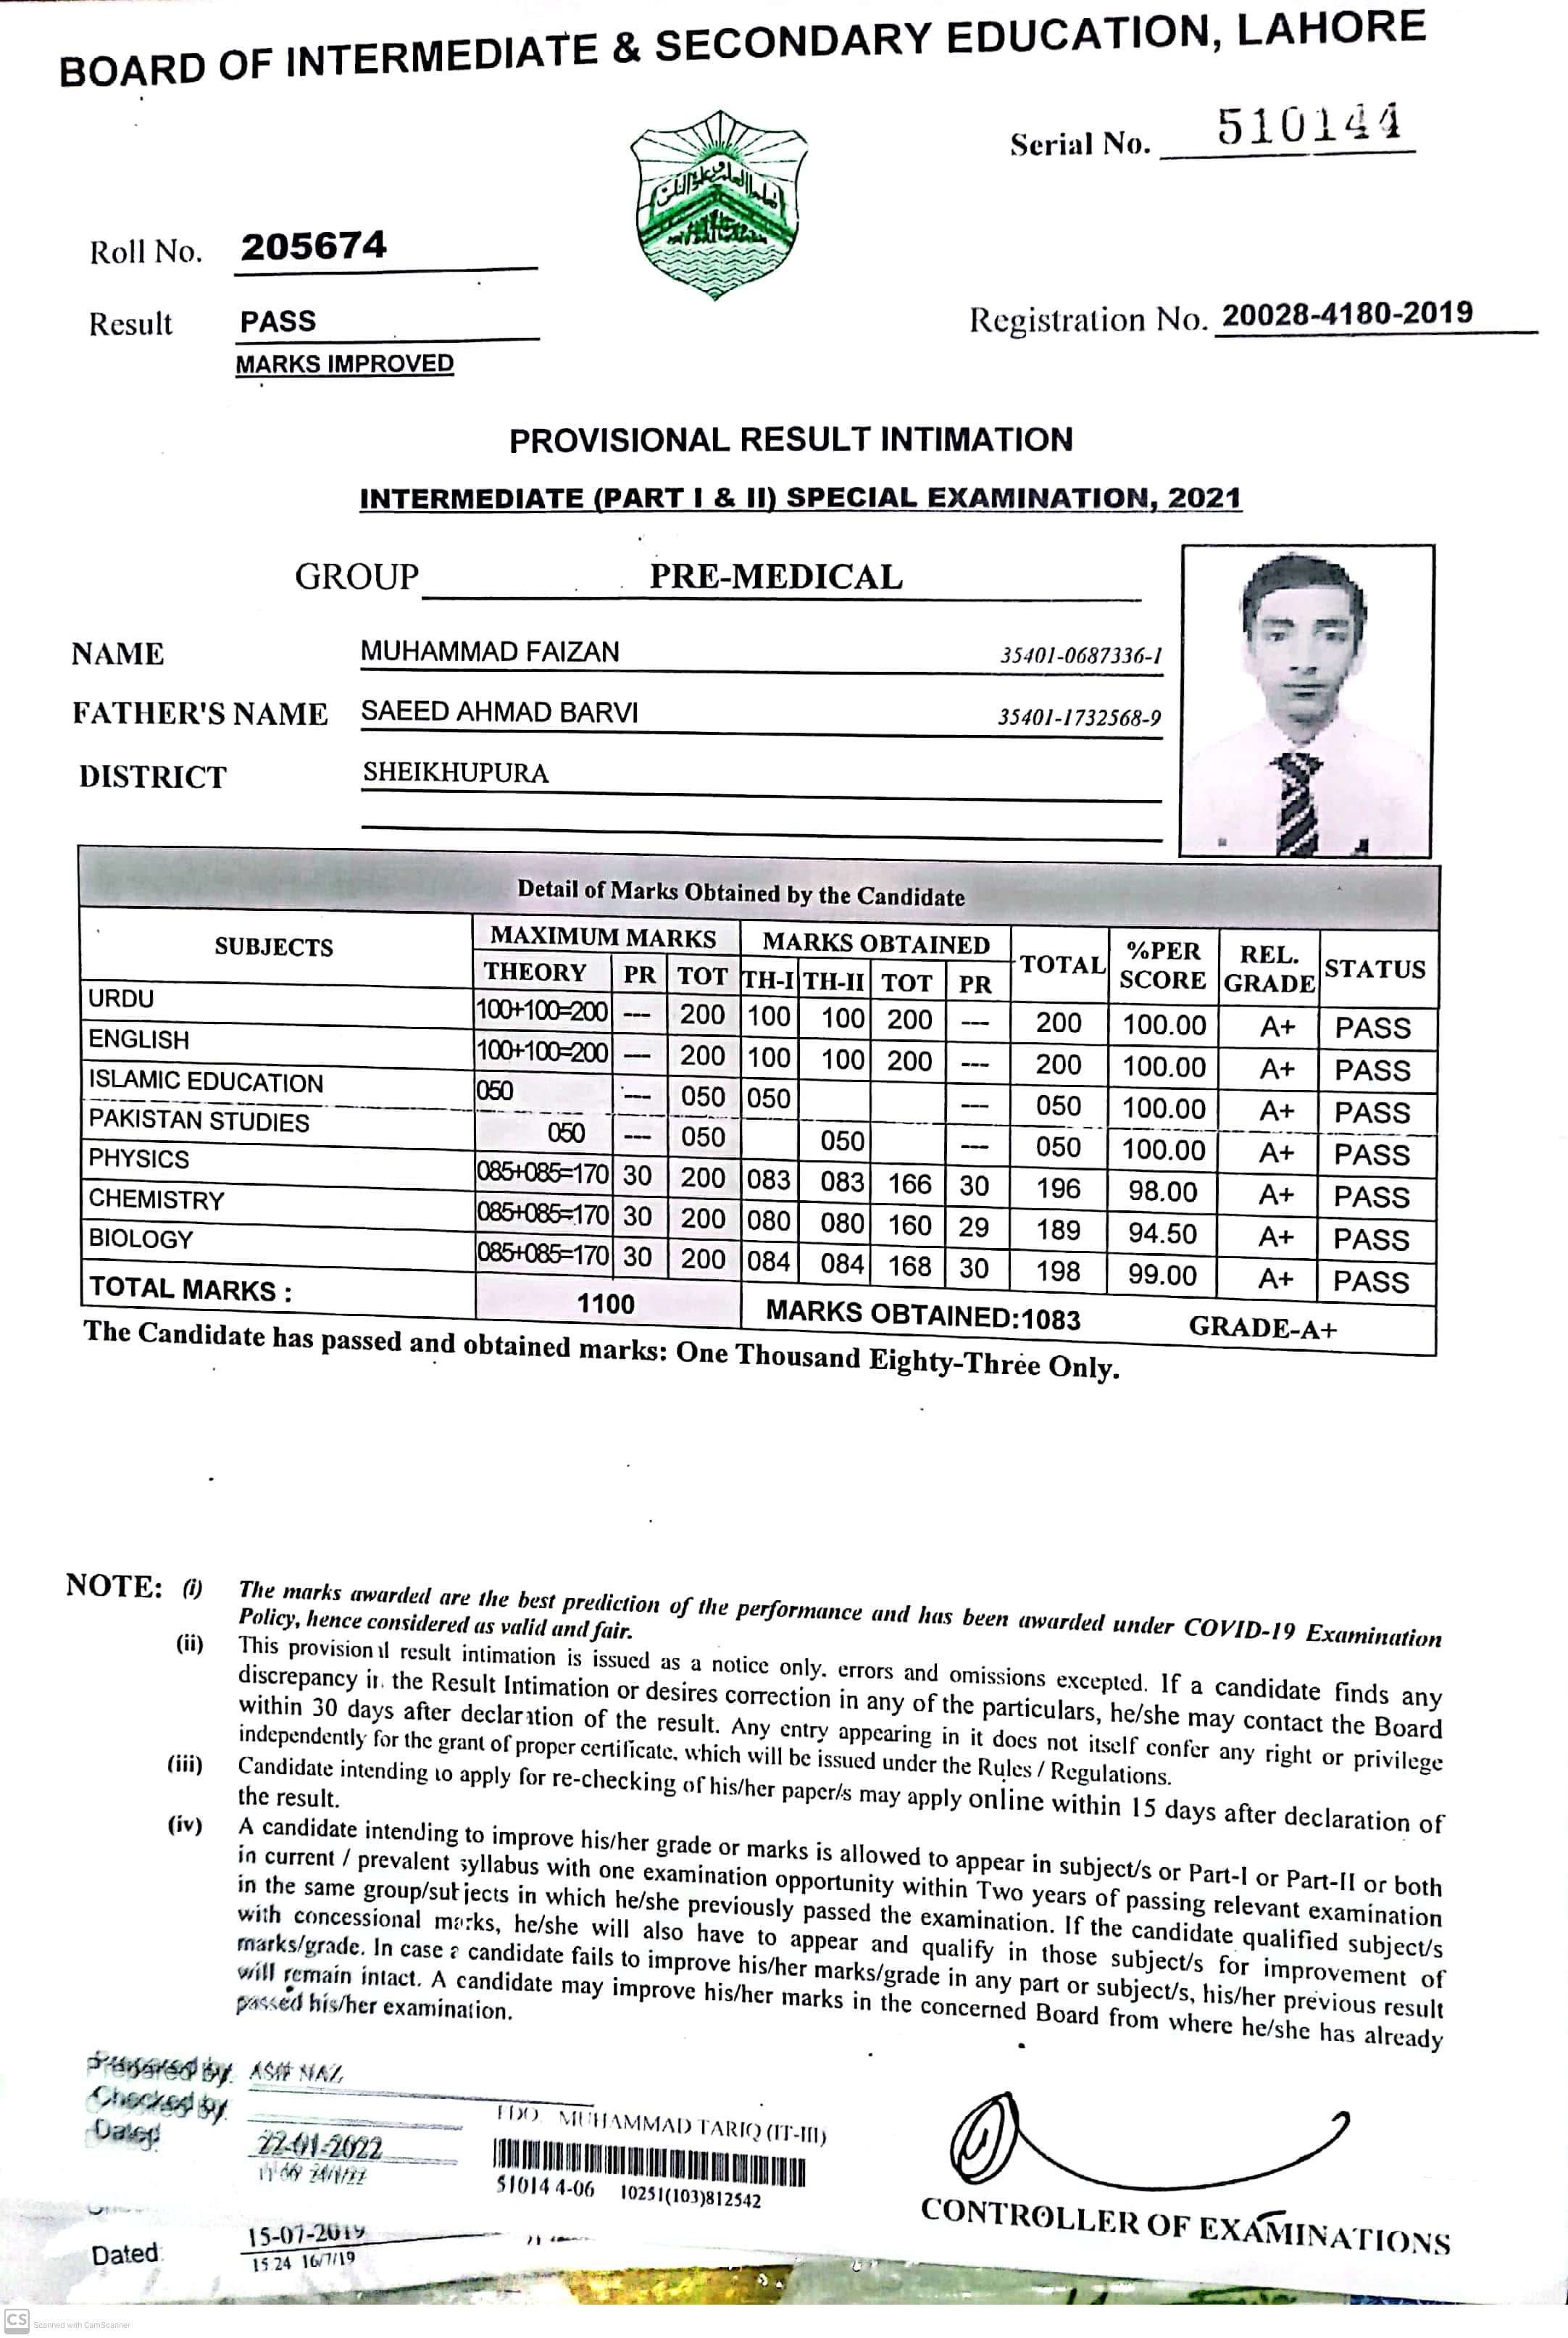 BOARD OF INTERMEDIATE & SECONDARY EDUCATION, LAHORE
Serial No. 510144
Roll No. 205674
Result PASS
MARKS IMPROVED
Registration No. 20028-4180-2019
PROVISIONAL RESULT INTIMATION
INTERMEDIATE (PART I & II) SPECIAL EXAMINATION, 2021
GROUP PRE-MEDICAL
NAME MUHAMMAD FAIZAN 35401-0687336-1
FATHER'S NAME SAEED AHMAD BARVI 35401-1732568-9
DISTRICT SHEIKHUPURA
Detail of Marks Obtained by the Candidate
SUBJECTS MAXIMUM MARKS MARKS OBTAINED TOTAL %PER SCORE REL. GRADE STATUS
THEORY PR TOT TH-I TH-II TOT PR
URDU 100+100=200 --- 200 100 100 200 --- 200 100.00 A+ PASS
ENGLISH 100+100=200 --- 200 100 100 200 --- 200 100.00 A+ PASS
ISLAMIC EDUCATION 050 --- 050 050 --- 050 100.00 A+ PASS
PAKISTAN STUDIES 050 --- 050 050 --- 050 100.00 A+ PASS
PHYSICS 085+085=170 30 200 083 083 166 30 196 98.00 A+ PASS
CHEMISTRY 085+085=170 30 200 080 080 160 29 189 94.50 A+ PASS
BIOLOGY 085+085=170 30 200 084 084 168 30 198 99.00 A+ PASS
TOTAL MARKS : 1100 MARKS OBTAINED:1083 GRADE-A+
The Candidate has passed and obtained marks: One Thousand Eighty-Three Only.
NOTE: (i) The marks awarded are the best prediction of the performance and has been awarded under COVID-19 Examination
Policy, hence considered as valid and fair.
(ii) This provisional result intimation is issued as a notice only. errors and omissions excepted. If a candidate finds any
discrepancy in the Result Intimation or desires correction in any of the particulars, he/she may contact the Board
within 30 days after declaration of the result. Any entry appearing in it does not itself confer any right or privilege
independently for the grant of proper certificate, which will be issued under the Rules / Regulations.
(iii) Candidate intending to apply for re-checking of his/her paper/s may apply online within 15 days after declaration of
the result.
(iv) A candidate intending to improve his/her grade or marks is allowed to appear in subject/s or Part-I or Part-II or both
in current / prevalent syllabus with one examination opportunity within Two years of passing relevant examination
in the same group/subjects in which he/she previously passed the examination. If the candidate qualified subject/s
with concessional marks, he/she will also have to appear and qualify in those subject/s for improvement of
marks/grade. In case a candidate fails to improve his/her marks/grade in any part or subject/s, his/her previous result
will remain intact. A candidate may improve his/her marks in the concerned Board from where he/she has already
passed his/her examination.
Prepared by: ASIF NAZ
Checked by
Dated 22-01-2022
MUHAMMAD TARIQ (IT-III)
51014 4-06 10251(103)812542
CONTROLLER OF EXAMINATIONS
Dated 15-07-2019
15 24 16/7/19
CS Scanned with CamScanner